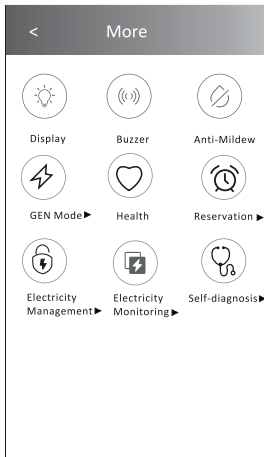 < More
Display Buzzer Anti-Mildew
GEN Mode▶ Health Reservation▶
Electricity Electricity Self-diagnosis▶
Management▶ Monitoring▶